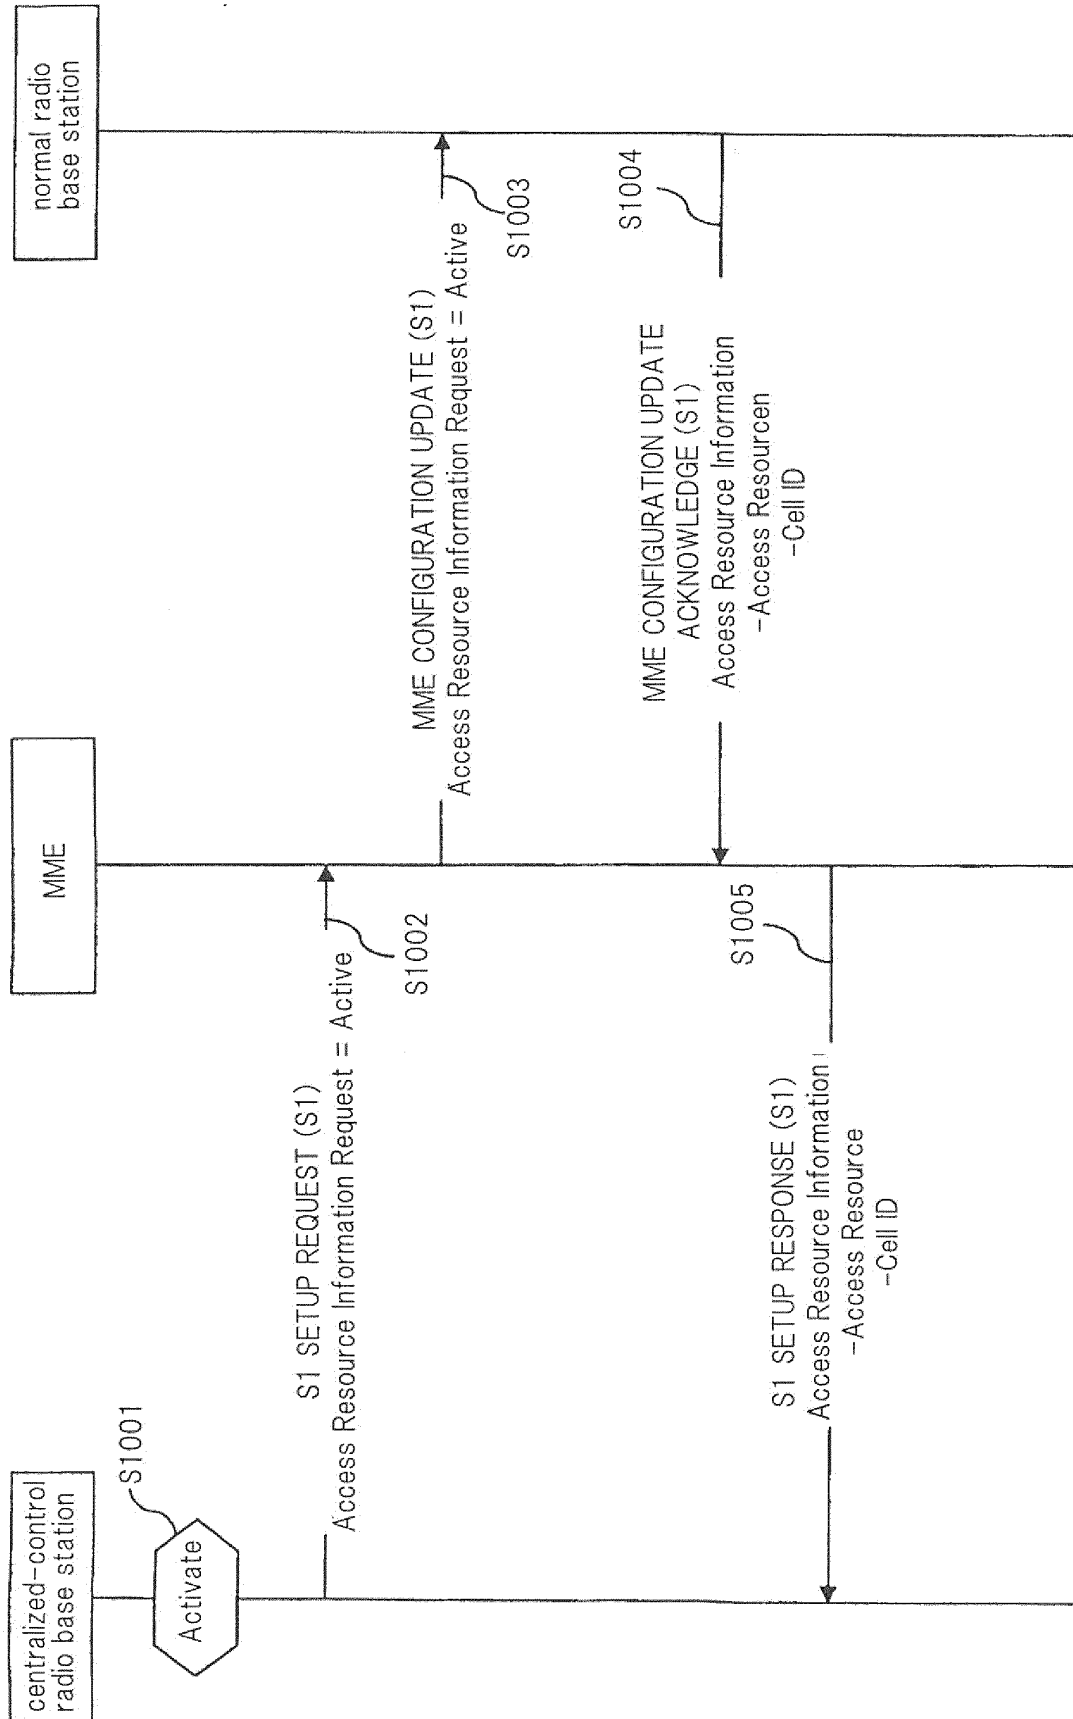 centralized-control
radio base station
MME
normal radio
base station
Activate
S1001
S1 SETUP REQUEST (S1)
Access Resource Information Request = Active
S1002
MME CONFIGURATION UPDATE (S1)
Access Resource Information Request = Active
S1003
MME CONFIGURATION UPDATE
ACKNOWLEDGE (S1)
Access Resource Information
-Access Resourcen
-Cell ID
S1004
S1 SETUP RESPONSE (S1)
Access Resource Information
-Access Resource
-Cell ID
S1005